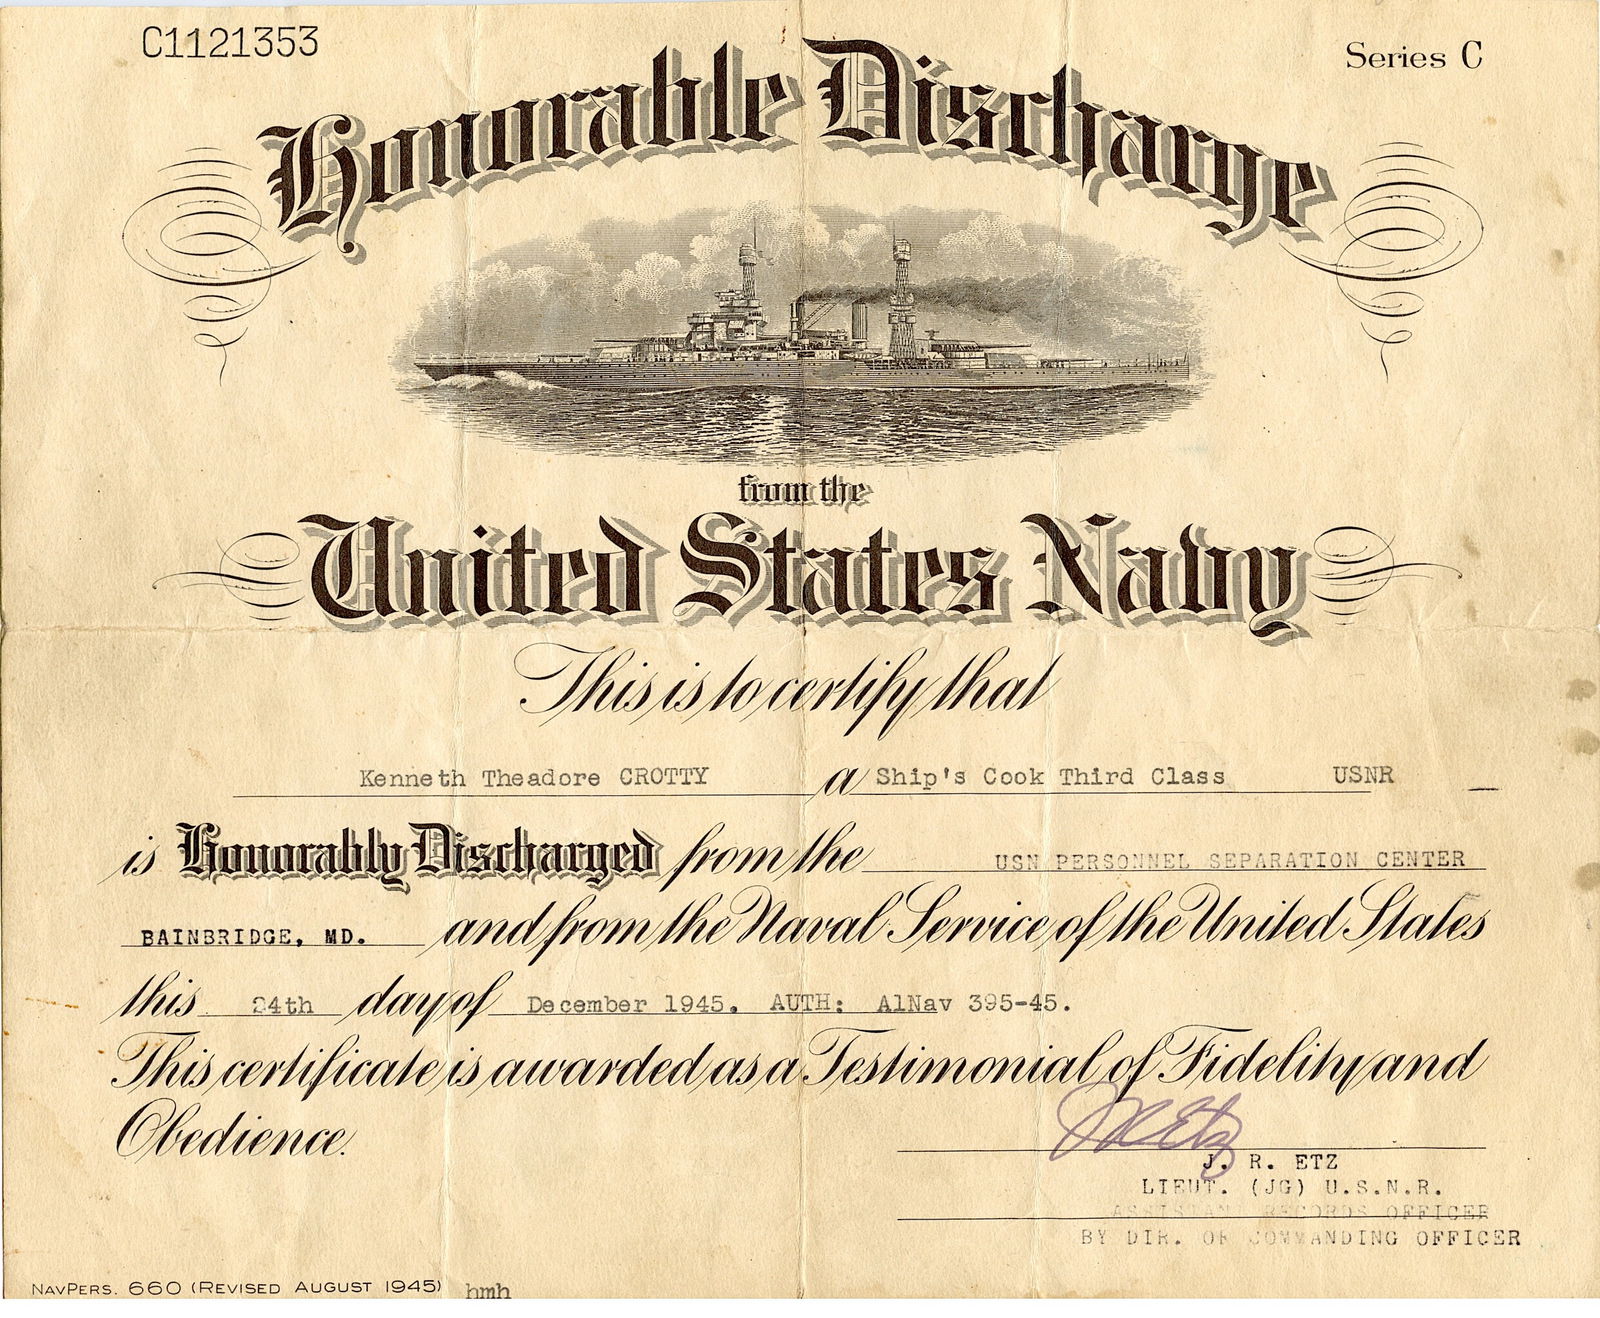 C1121353
Series C
Honorable Discharge
from the
United States Navy
This is to certify that
Kenneth Theadore CROTTY a Ship's Cook Third Class USNR
is Honorably Discharged from the USN PERSONNEL SEPARATION CENTER
BAINBRIDGE, MD. and from the Naval Service of the United States
this 24th day of December 1945. AUTH: AlNav 395-45.
This certificate is awarded as a Testimonial of Fidelity and
Obedience.
J R Etz
J. R. ETZ
LIEUT. (JG) U.S.N.R.
ASSISTANT RECORDS OFFICER
BY DIR. OF COMMANDING OFFICER
NAVPERS. 660 (REVISED AUGUST 1945) hmh